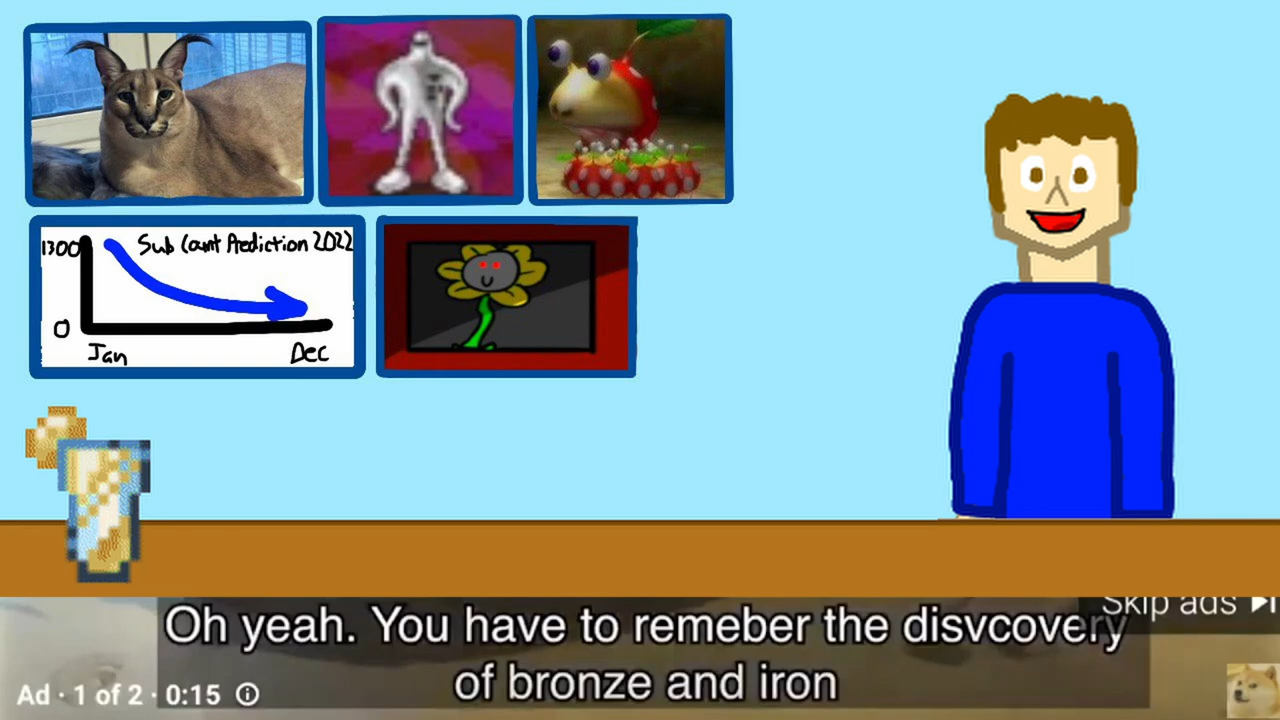 1300 Sub Count Prediction 2022
0
Jan Dec
Skip ads
Oh yeah. You have to remeber the disvcovery
of bronze and iron
Ad · 1 of 2 · 0:15